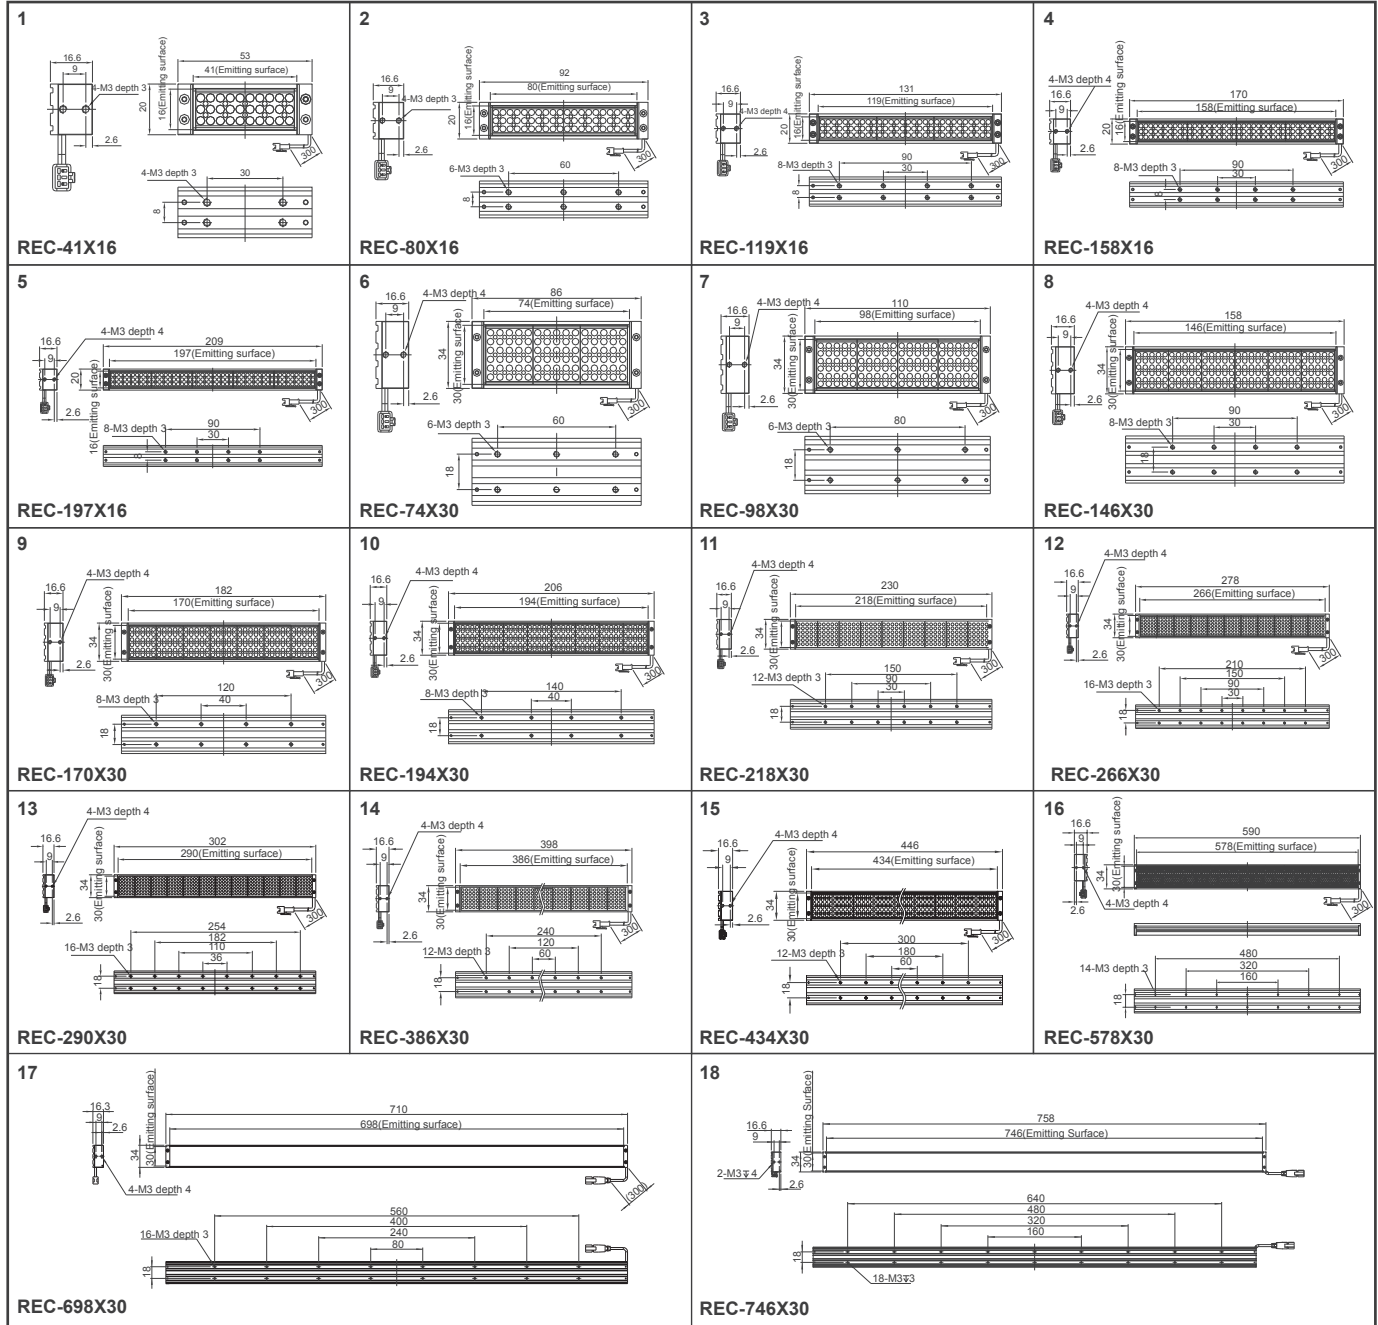 1
16.6
9
4-M3 depth 3
2.6
53
41(Emitting surface)
20
16(Emitting surface)
300
4-M3 depth 3
30
8
REC-41X16
2
16.6
9
4-M3 depth 3
2.6
92
80(Emitting surface)
20
16(Emitting surface)
300
6-M3 depth 3
60
8
REC-80X16
3
16.6
9
4-M3 depth 4
2.6
131
119(Emitting surface)
20
16(Emitting surface)
300
8-M3 depth 3
90
30
8
REC-119X16
4
4-M3 depth 4
16.6
9
2.6
170
158(Emitting surface)
20
16(Emitting surface)
300
8-M3 depth 3
90
30
8
REC-158X16
5
4-M3 depth 4
16.6
9
2.6
209
197(Emitting surface)
20
16(Emitting surface)
300
8-M3 depth 3
90
30
8
REC-197X16
6
4-M3 depth 4
16.6
9
2.6
86
74(Emitting surface)
34
30(Emitting surface)
300
6-M3 depth 3
60
18
REC-74X30
7
4-M3 depth 4
16.6
9
2.6
110
98(Emitting surface)
34
30(Emitting surface)
300
6-M3 depth 3
80
18
REC-98X30
8
4-M3 depth 4
16.6
9
2.6
158
146(Emitting surface)
34
30(Emitting surface)
300
8-M3 depth 3
90
30
18
REC-146X30
9
4-M3 depth 4
16.6
9
2.6
182
170(Emitting surface)
34
30(Emitting surface)
300
8-M3 depth 3
120
40
18
REC-170X30
10
4-M3 depth 4
16.6
9
2.6
206
194(Emitting surface)
34
30(Emitting surface)
300
8-M3 depth 3
140
40
18
REC-194X30
11
4-M3 depth 4
16.6
9
2.6
230
218(Emitting surface)
34
30(Emitting surface)
300
12-M3 depth 3
150
90
30
18
REC-218X30
12
4-M3 depth 4
16.6
9
2.6
278
266(Emitting surface)
34
30(Emitting surface)
300
16-M3 depth 3
210
150
90
30
18
REC-266X30
13
4-M3 depth 4
16.6
9
2.6
302
290(Emitting surface)
34
30(Emitting surface)
300
16-M3 depth 3
254
182
110
36
18
REC-290X30
14
4-M3 depth 4
16.6
9
2.6
398
386(Emitting surface)
34
30(Emitting surface)
300
12-M3 depth 3
240
120
60
18
REC-386X30
15
4-M3 depth 4
16.6
9
2.6
446
434(Emitting surface)
34
30(Emitting surface)
300
12-M3 depth 3
300
180
60
18
REC-434X30
16
16.6
9
4-M3 depth 4
2.6
590
578(Emitting surface)
34
30(Emitting surface)
300
14-M3 depth 3
480
320
160
18
REC-578X30
17
16.3
9
2.6
4-M3 depth 4
710
698(Emitting surface)
34
30(Emitting surface)
(300)
16-M3 depth 3
560
400
240
80
18
REC-698X30
18
16.6
9
2-M3↧4
2.6
758
746(Emitting Surface)
34
30(Emitting Surface)
640
480
320
160
18
18-M3↧3
REC-746X30